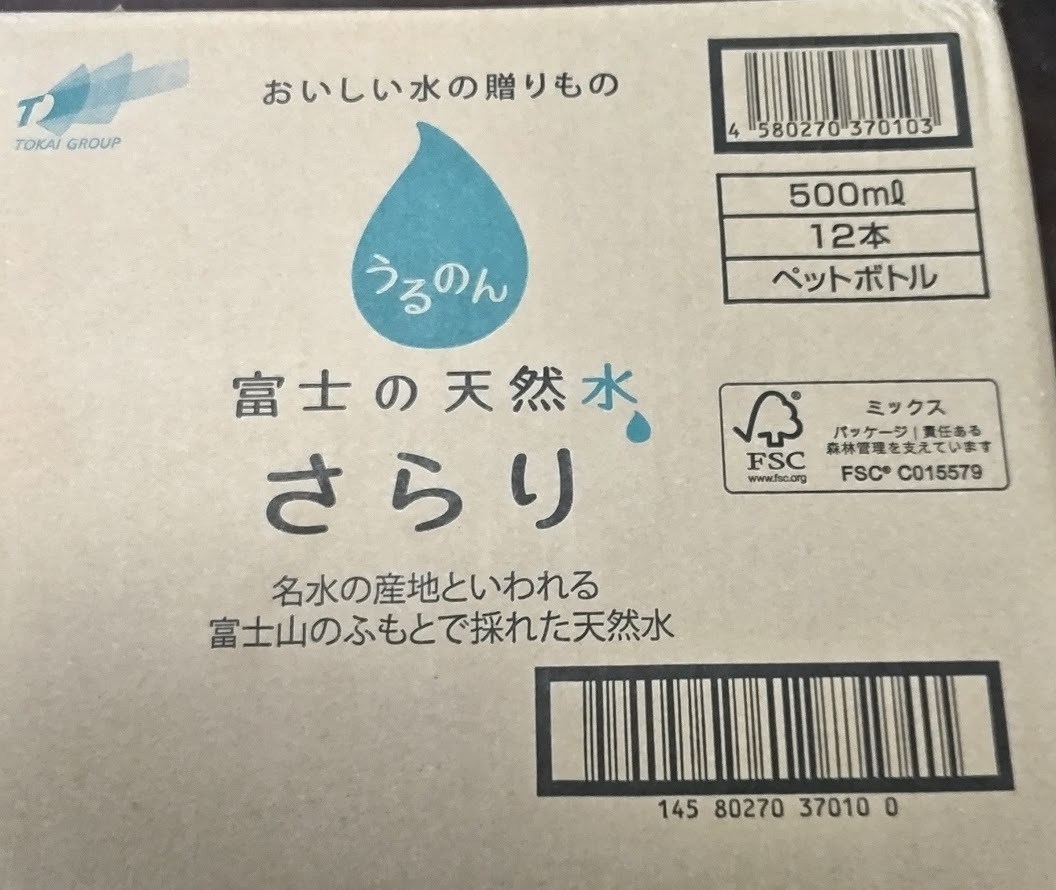 TOKAI GROUP
おいしい水の贈りもの
うるのん
富士の天然水
さらり
名水の産地といわれる
富士山のふもとで採れた天然水
4 580270 370103
500ml
12本
ペットボトル
FSC®
www.fsc.org
ミックス
パッケージ | 責任ある
森林管理を支えています
FSC® C015579
145 80270 37010 0